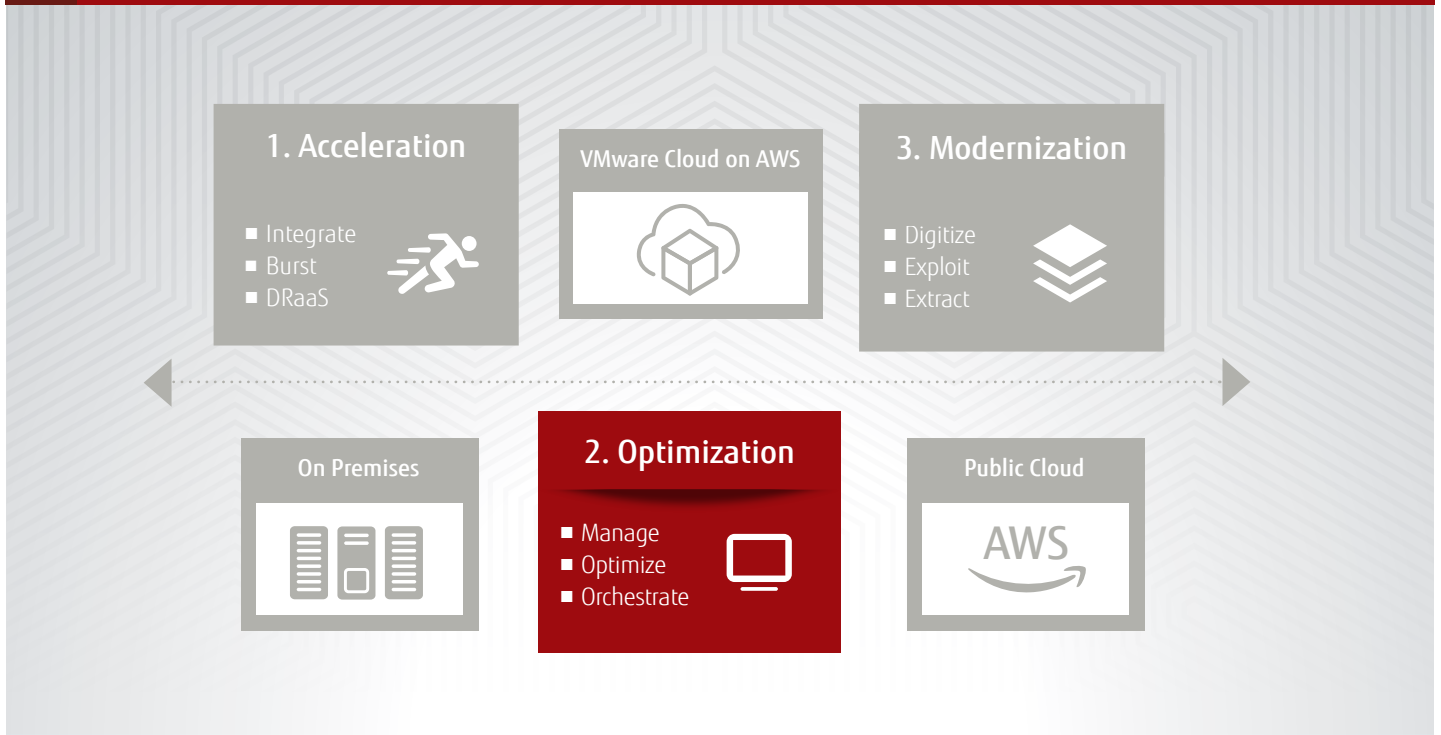 1. Acceleration
Integrate
Burst
DRaaS
VMware Cloud on AWS
3. Modernization
Digitize
Exploit
Extract
On Premises
2. Optimization
Manage
Optimize
Orchestrate
Public Cloud
AWS